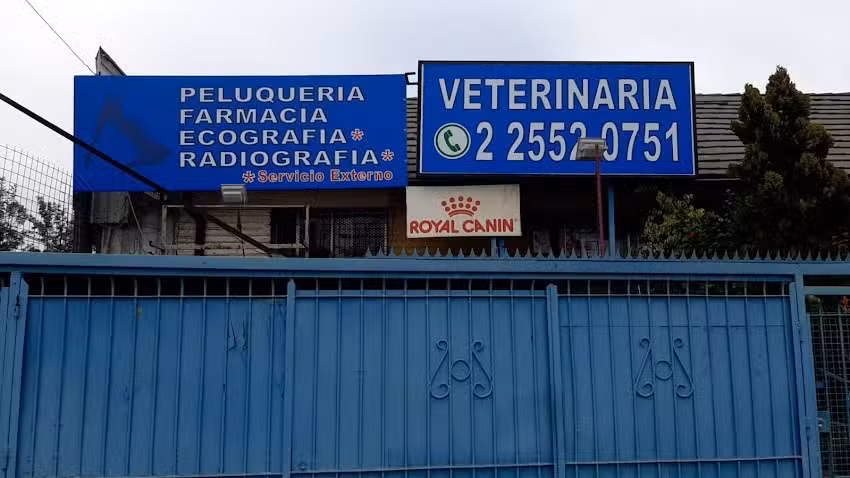 PELUQUERIA
FARMACIA
ECOGRAFIA*
RADIOGRAFIA*
*Servicio Externo
VETERINARIA
2 2552 0751
ROYAL CANIN